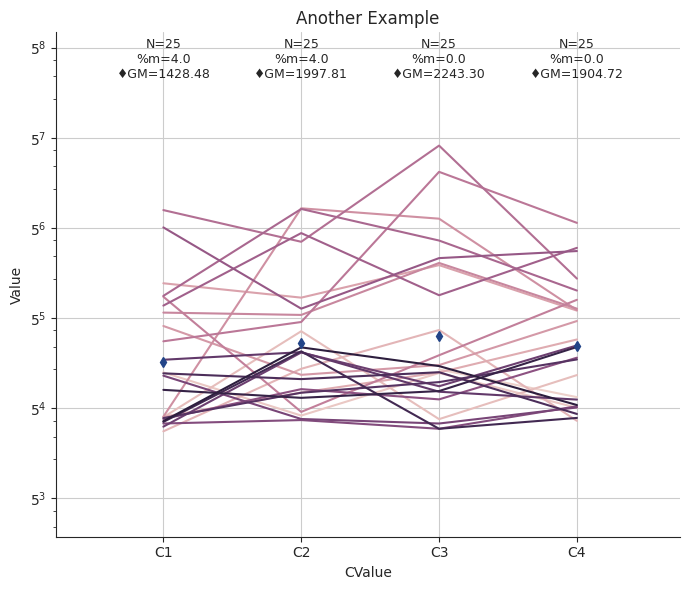 Another Example
N=25 N=25 N=25 N=25
%m=4.0 %m=4.0 %m=0.0 %m=0.0
♦GM=1428.48 ♦GM=1997.81 ♦GM=2243.30 ♦GM=1904.72
5⁸
5⁷
5⁶
5⁵
5⁴
5³
Value
C1 C2 C3 C4
CValue